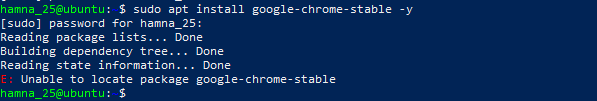 hamna_25@ubuntu: $ sudo apt install google-chrome-stable -y
[sudo] password for hamna_25:
Reading package lists... Done
Building dependency tree... Done
Reading state information... Done
E: Unable to locate package google-chrome-stable
hamna_25@ubuntu: $